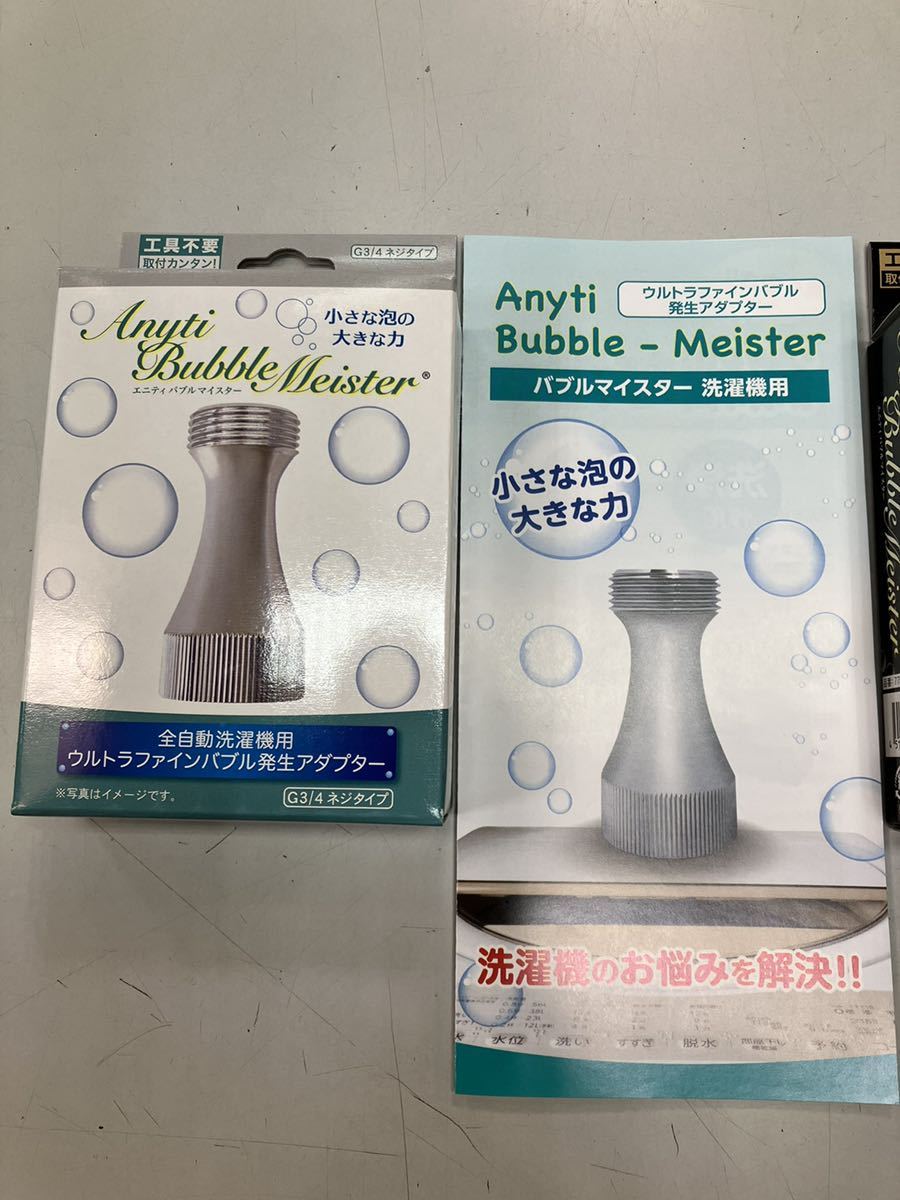 工具不要
取付カンタン!
G3/4 ネジタイプ
Anyti
Bubble Meister®
エニティ バブルマイスター
小さな泡の
大きな力
全自動洗濯機用
ウルトラファインバブル発生アダプター
※写真はイメージです。
G3/4 ネジタイプ
Anyti
Bubble – Meister
ウルトラファインバブル
発生アダプター
バブルマイスター 洗濯機用
小さな泡の
大きな力
洗濯機のお悩みを解決!!
水位 洗い すすぎ 脱水 予約
Bubble Meister